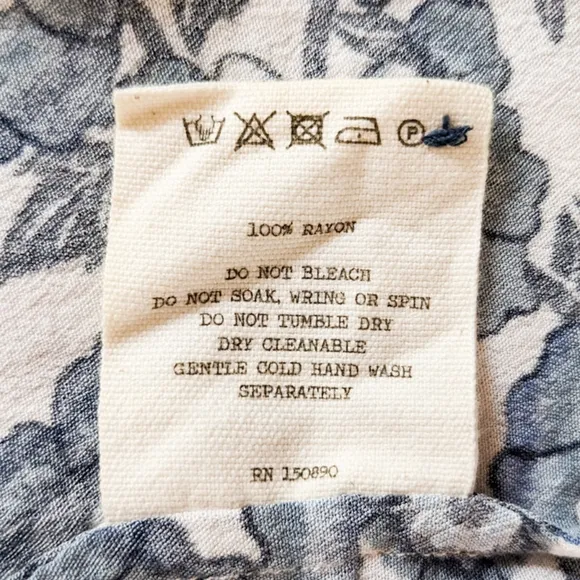 P
100% RAYON
DO NOT BLEACH
DO NOT SOAK, WRING OR SPIN
DO NOT TUMBLE DRY
DRY CLEANABLE
GENTLE COLD HAND WASH
SEPARATELY
RN 150890